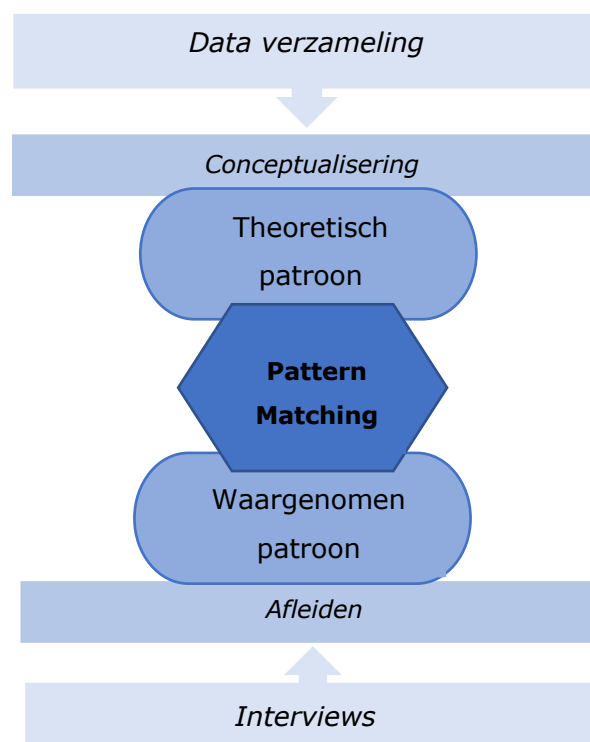 Data verzameling
Conceptualisering
Theoretisch
patroon
Pattern
Matching
Waargenomen
patroon
Afleiden
Interviews